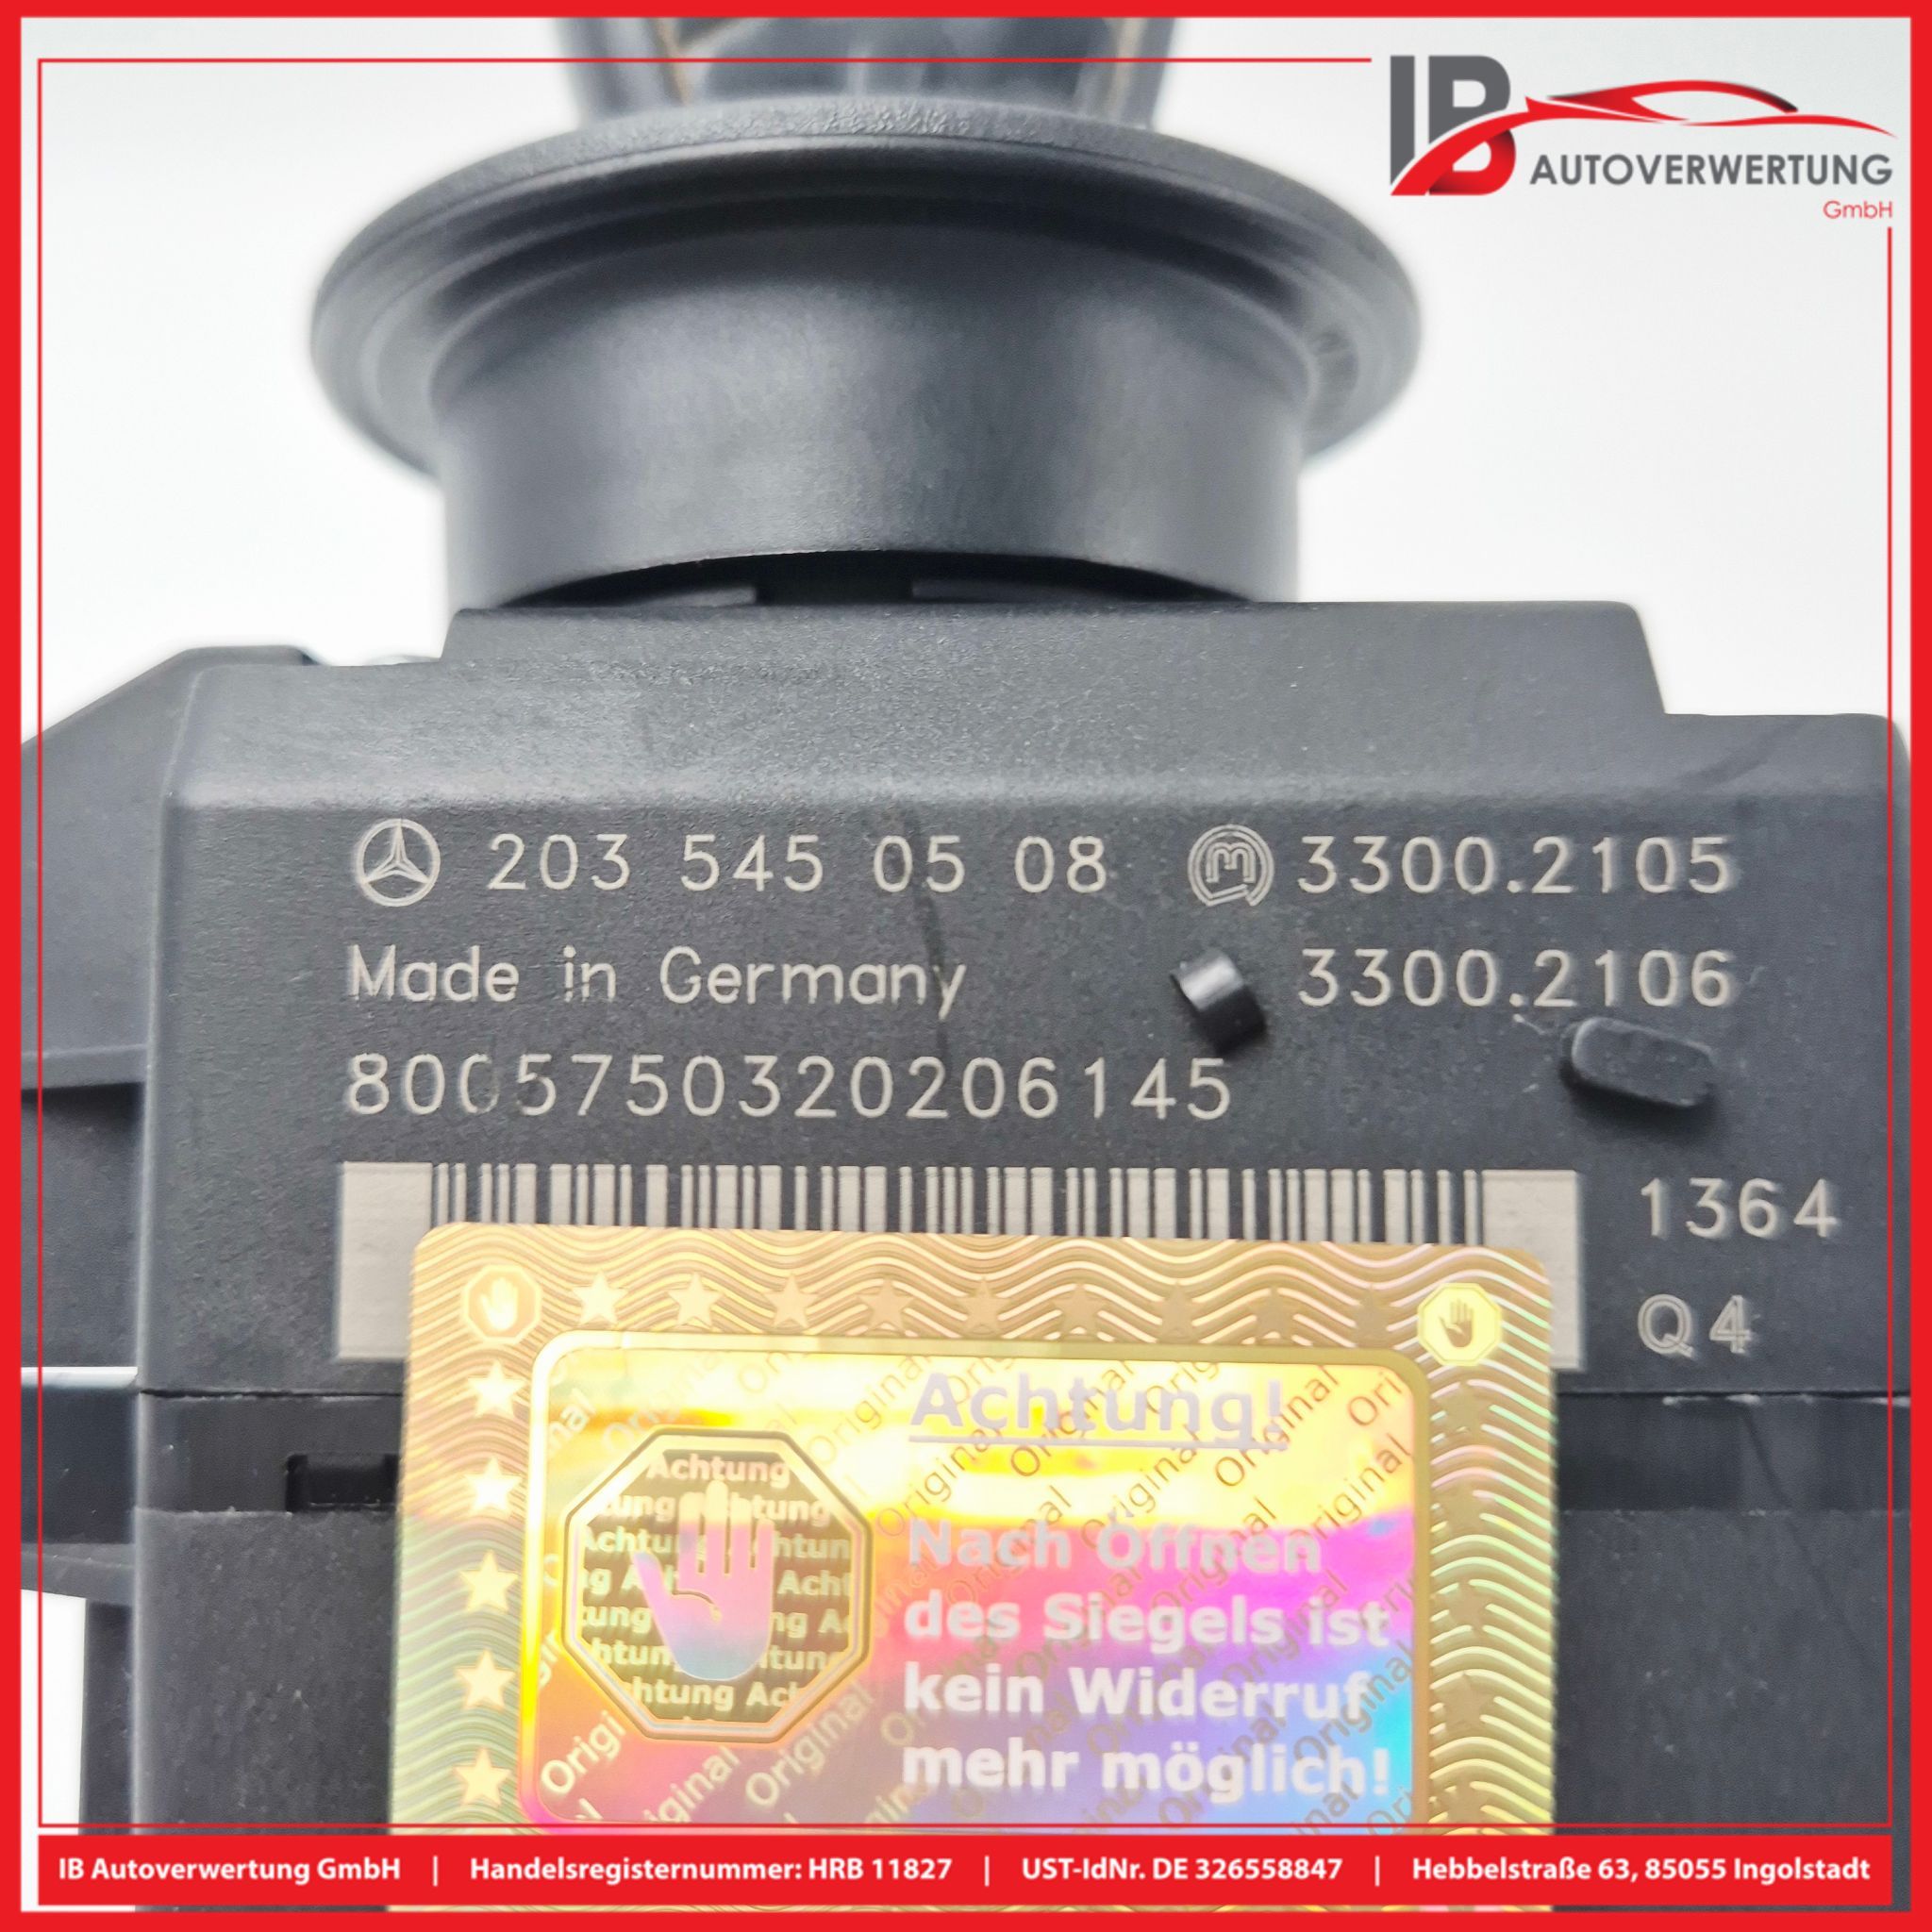 IB
AUTOVERWERTUNG
GmbH
203 545 05 08
3300.2105
Made in Germany
3300.2106
8005750320206145
1364
Q4
Achtung!
Nach Öffnen
des Siegels ist
kein Widerruf
mehr möglich!
Achtung
Original
IB Autoverwertung GmbH | Handelsregisternummer: HRB 11827 | UST-IdNr. DE 326558847 | Hebbelstraße 63, 85055 Ingolstadt